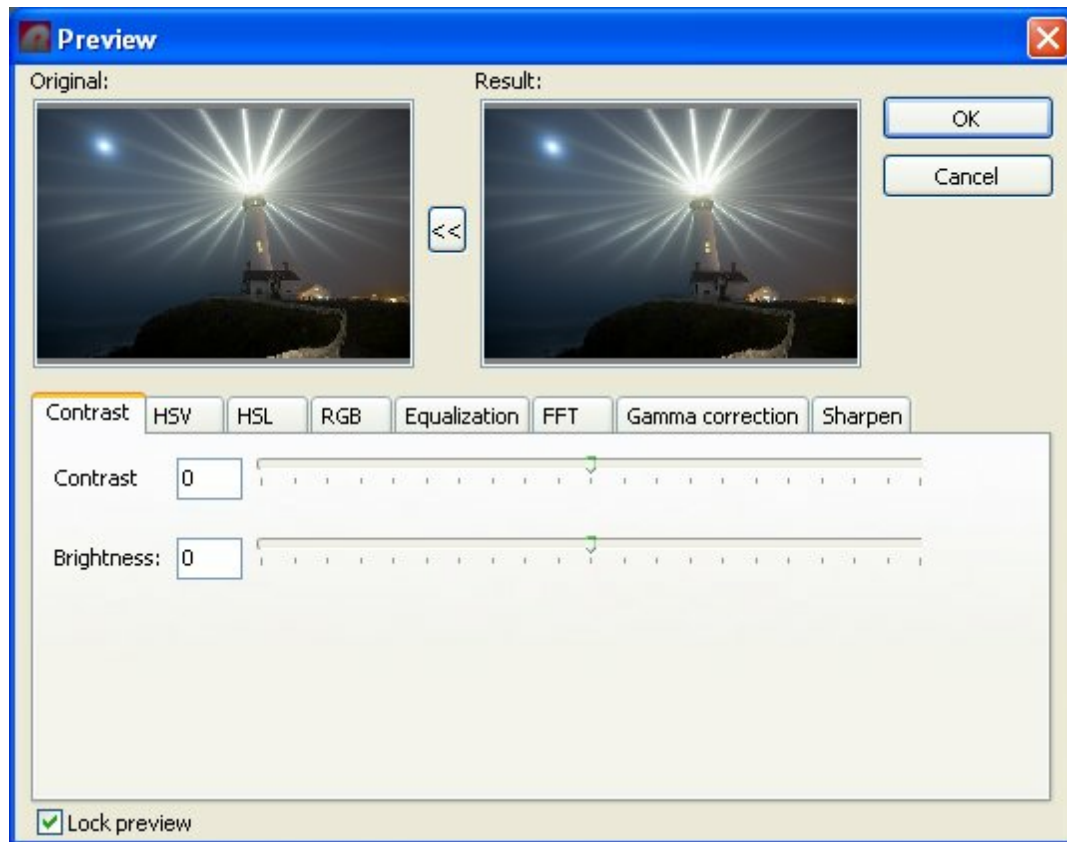 Preview
Original:
Result:
OK
<<
Cancel
Contrast HSV HSL RGB Equalization FFT Gamma correction Sharpen
Contrast 0
Brightness: 0
Lock preview